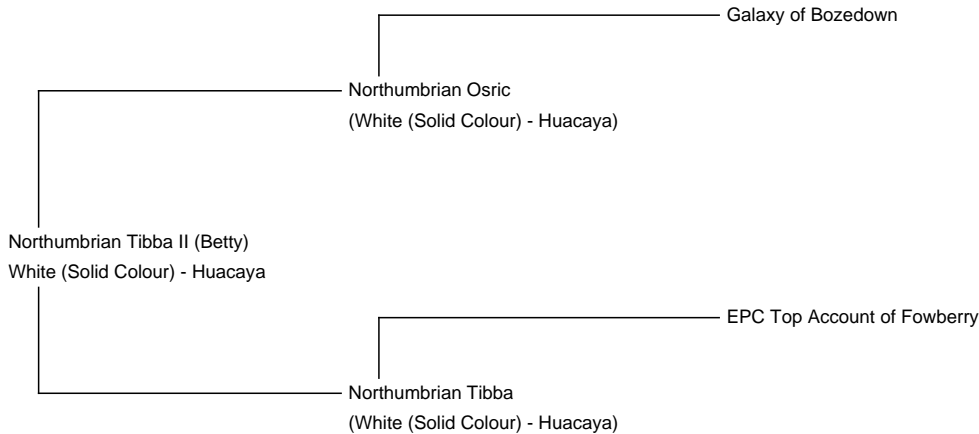 Galaxy of Bozedown
Northumbrian Osric
(White (Solid Colour) - Huacaya)
Northumbrian Tibba II (Betty)
White (Solid Colour) - Huacaya
EPC Top Account of Fowberry
Northumbrian Tibba
(White (Solid Colour) - Huacaya)